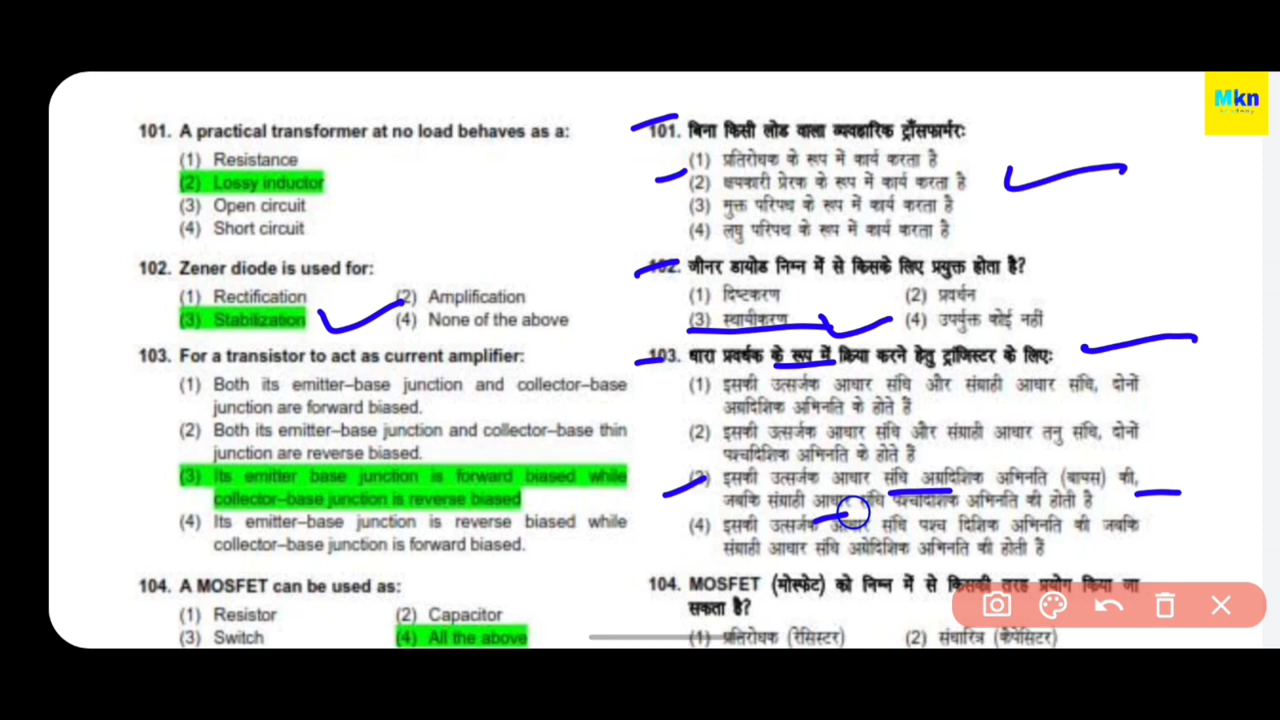 Mkn
Academy
101. A practical transformer at no load behaves as a:
(1) Resistance
(2) Lossy inductor
(3) Open circuit
(4) Short circuit
102. Zener diode is used for:
(1) Rectification (2) Amplification
(3) Stabilization (4) None of the above
103. For a transistor to act as current amplifier:
(1) Both its emitter–base junction and collector–base
junction are forward biased.
(2) Both its emitter–base junction and collector–base thin
junction are reverse biased.
(3) Its emitter base junction is forward biased while
collector–base junction is reverse biased
(4) Its emitter–base junction is reverse biased while
collector–base junction is forward biased.
104. A MOSFET can be used as:
(1) Resistor (2) Capacitor
(3) Switch (4) All the above
101. बिना किसी लोड वाला व्यवहारिक ट्राँसफार्मरः
(1) प्रतिरोधक के रूप में कार्य करता है
(2) क्षपकारी प्रेरक के रूप में कार्य करता है
(3) मुक्त परिपथ के रूप में कार्य करता है
(4) लघु परिपथ के रूप में कार्य करता है
102. जीनर डायोड निम्न में से किसके लिए प्रयुक्त होता है?
(1) दिष्टकरण (2) प्रवर्धन
(3) स्थायीकरण (4) उपर्युक्त कोई नहीं
103. धारा प्रवर्धक के रूप में क्रिया करने हेतु ट्रांजिस्टर के लिएः
(1) इसकी उत्सर्जक आधार संधि और संग्राही आधार संधि, दोनों
अग्रदिशिक अभिनति के होते हैं
(2) इसकी उत्सर्जक आधार संधि और संग्राही आधार तनु संधि, दोनों
पश्चदिशिक अभिनति के होते हैं
(3) इसकी उत्सर्जक आधार संधि अग्रदिशिक अभिनति (बायस) की,
जबकि संग्राही आधार संधि पश्चदिशिक अभिनति की होती है
(4) इसकी उत्सर्जक आधार संधि पश्च दिशिक अभिनति की जबकि
संग्राही आधार संधि अग्रेदिशिक अभिनति की होती हैं
104. MOSFET (मोस्फेट) को निम्न में से किसकी तरह प्रयोग किया जा
सकता है?
(1) प्रतिरोधक (रेसिस्टर) (2) संधारित्र (कैपेसिटर)